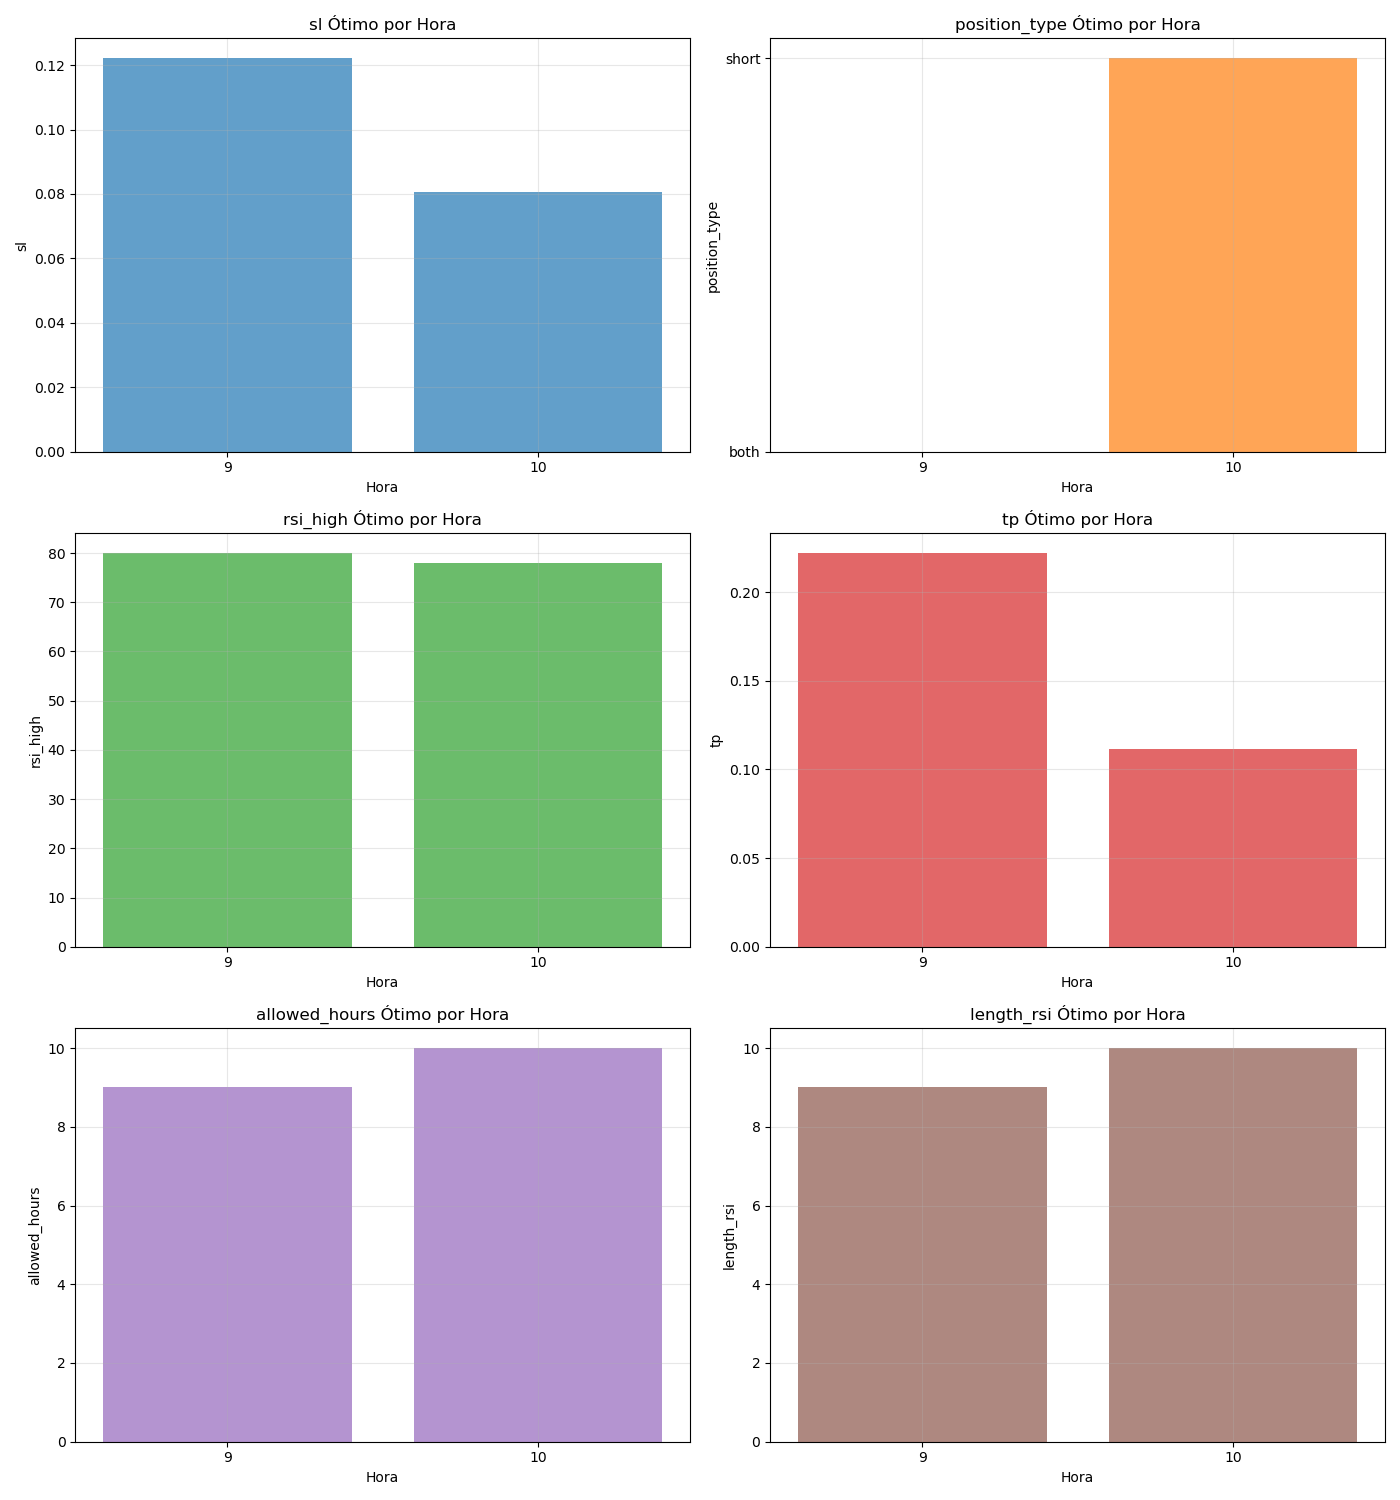 sl Ótimo por Hora
0.12
0.10
0.08
0.06
0.04
0.02
0.00
sl
9
10
Hora
position_type Ótimo por Hora
short
both
position_type
9
10
Hora
rsi_high Ótimo por Hora
80
70
60
50
40
30
20
10
0
rsi_high
9
10
Hora
tp Ótimo por Hora
0.20
0.15
0.10
0.05
0.00
tp
9
10
Hora
allowed_hours Ótimo por Hora
10
8
6
4
2
0
allowed_hours
9
10
Hora
length_rsi Ótimo por Hora
10
8
6
4
2
0
length_rsi
9
10
Hora